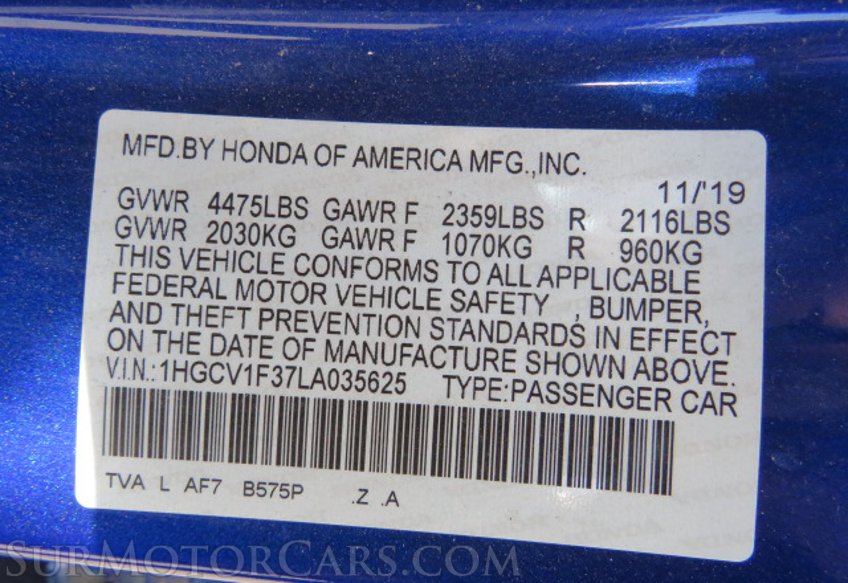 MFD.BY HONDA OF AMERICA MFG.,INC.
11/'19
GVWR 4475LBS GAWR F 2359LBS R 2116LBS
GVWR 2030KG GAWR F 1070KG R 960KG
THIS VEHICLE CONFORMS TO ALL APPLICABLE
FEDERAL MOTOR VEHICLE SAFETY , BUMPER,
AND THEFT PREVENTION STANDARDS IN EFFECT
ON THE DATE OF MANUFACTURE SHOWN ABOVE.
V.I.N.:1HGCV1F37LA035625 TYPE:PASSENGER CAR
TVA L AF7 B575P .Z .A
SURMOTORCARS.COM
SURMOTORCARS.COM